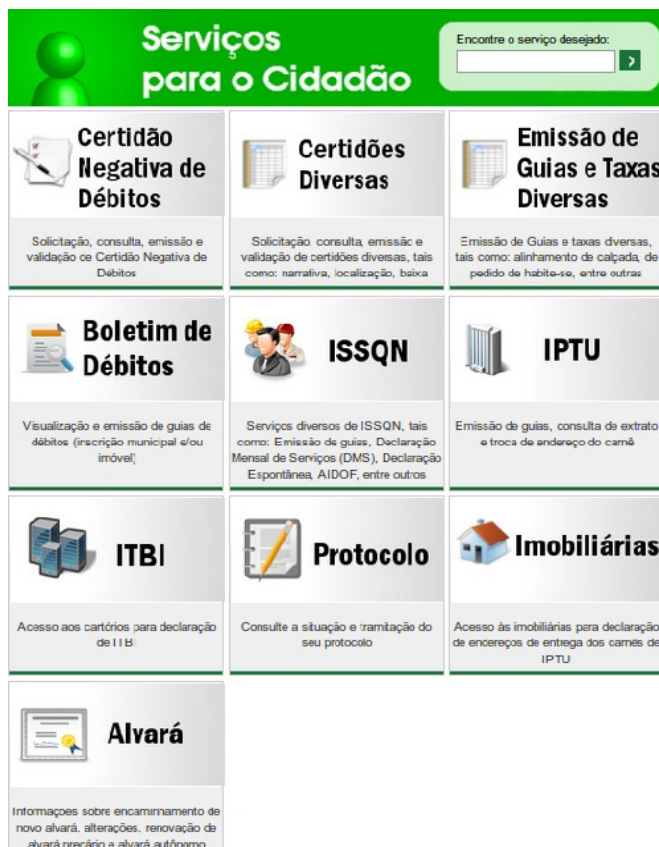 Serviços
para o Cidadão
Encontre o serviço desejado:
Certidão
Negativa de
Débitos
Solicitação, consulta, emissão e
validação de Certidão Negativa de
Débitos
Certidões
Diversas
Solicitação, consulta, emissão e
validação de certidões diversas, tais
como: narrativa, localização, baixa
Emissão de
Guias e Taxas
Diversas
Emissão de Guias e taxas diversas,
tais como: alinhamento de calçada, de
pedido de habite-se, entre outras
Boletim de
Débitos
Visualização e emissão de guias de
débitos (inscrição municipal e/ou
imóvel)
ISSQN
Serviços diversos de ISSQN, tais
como: Emissão de guias, Declaração
Mensal de Serviços (DMS), Declaração
Espontânea, AIDOF, entre outros
IPTU
Emissão de guias, consulta de extrato
e troca de endereço do carnê
ITBI
Acesso aos cartórios para declaração
de ITBI
Protocolo
Consulte a situação e tramitação do
seu protocolo
Imobiliárias
Acesso às imobiliárias para declaração
de endereços de entrega dos carnês de
IPTU
Alvará
Informações sobre encaminhamento de
novo alvará, alterações, renovação de
alvará precário e alvará autônomo